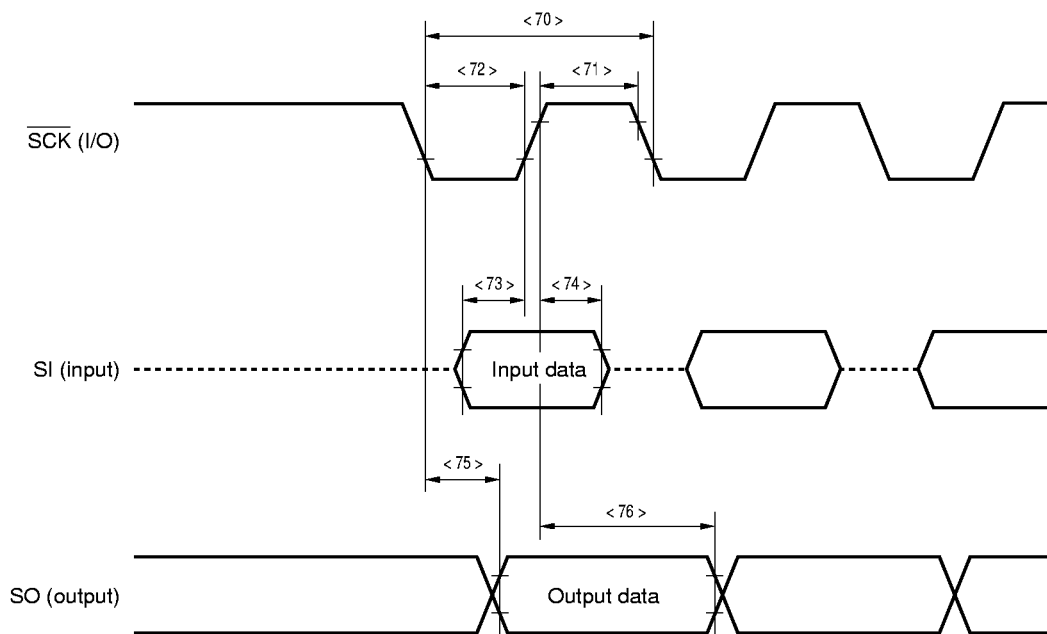 < 70 >
< 72 > < 71 >
SCK (I/O)
< 73 > < 74 >
SI (input) Input data
< 75 >
< 76 >
SO (output) Output data